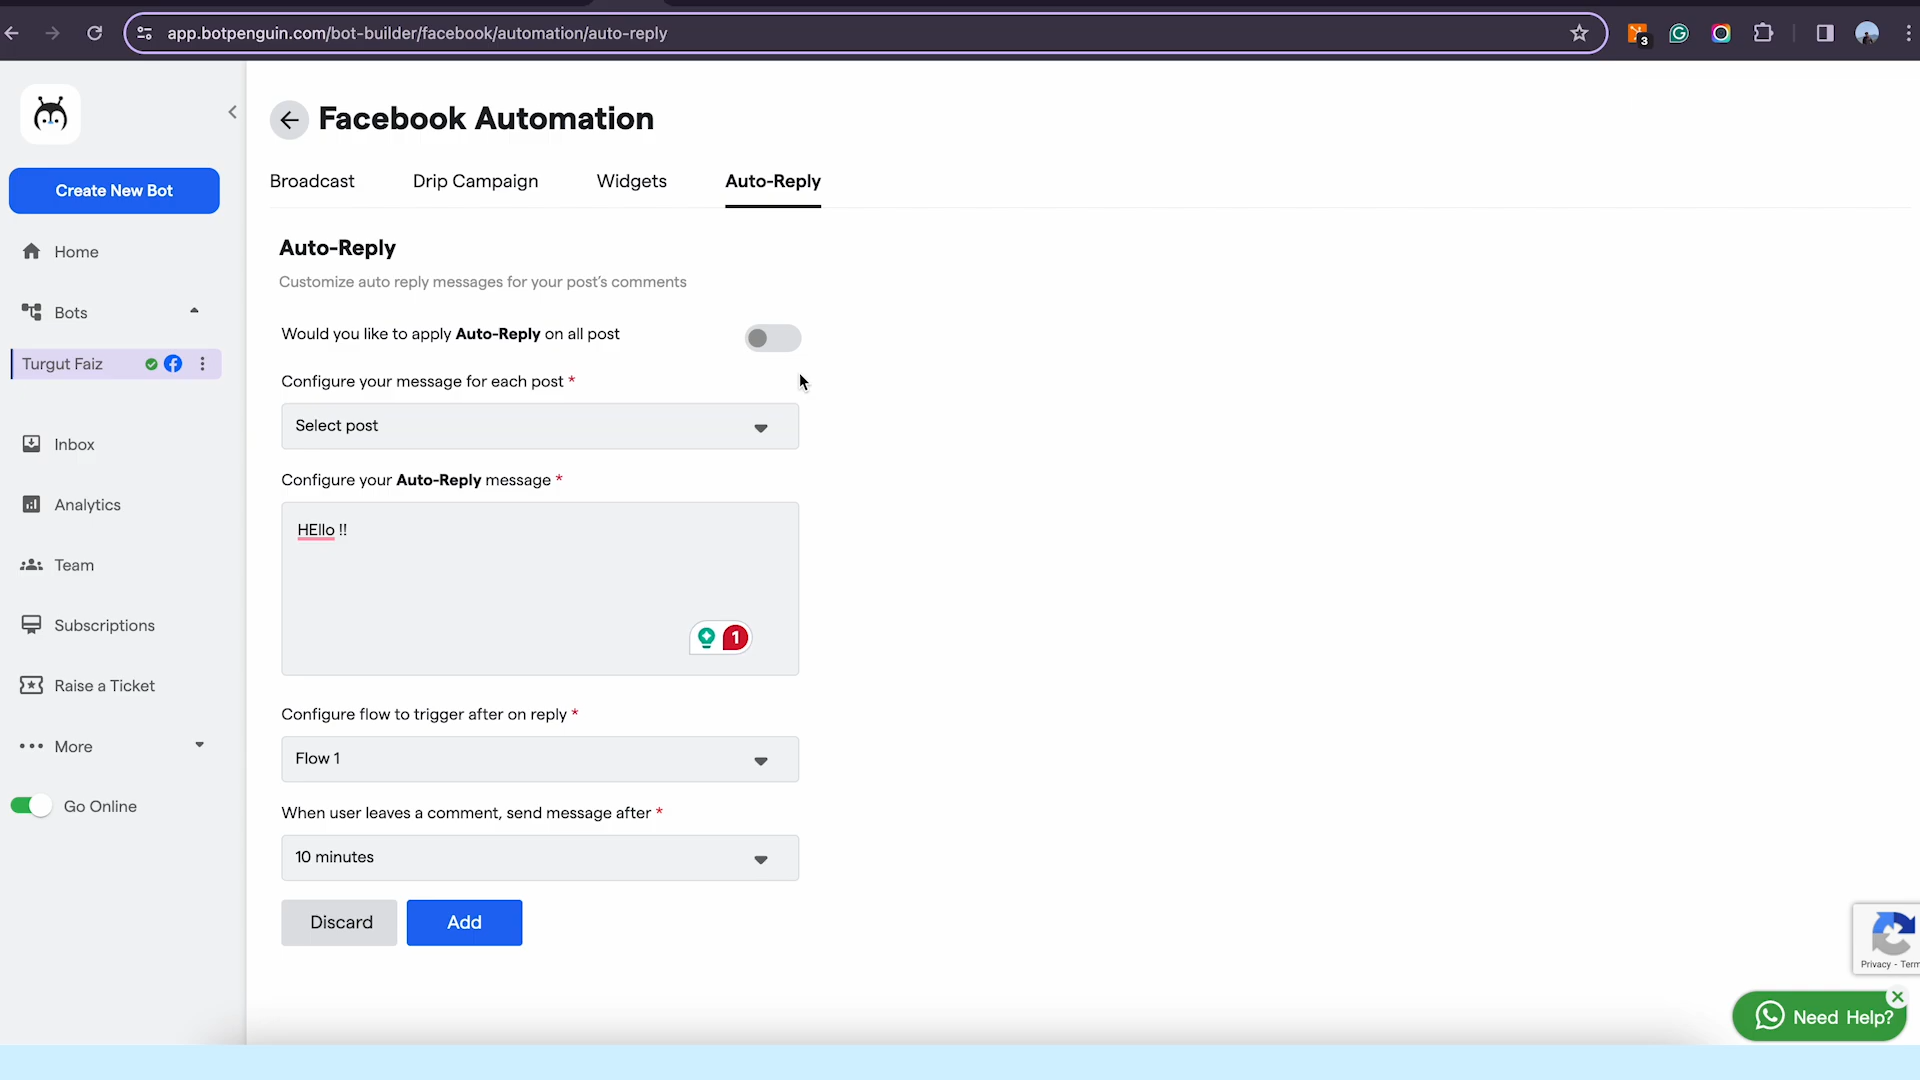 app.botpenguin.com/bot-builder/facebook/automation/auto-reply
3
Facebook Automation
Create New Bot
Broadcast
Drip Campaign
Widgets
Auto-Reply
Home
Auto-Reply
Customize auto reply messages for your post's comments
Bots
Would you like to apply Auto-Reply on all post
Turgut Faiz
Configure your message for each post *
Select post
Inbox
Configure your Auto-Reply message *
Analytics
HEllo !!
Team
Subscriptions
1
Raise a Ticket
Configure flow to trigger after on reply *
More
Flow 1
Go Online
When user leaves a comment, send message after *
10 minutes
Discard
Add
Privacy - Term
Need Help?